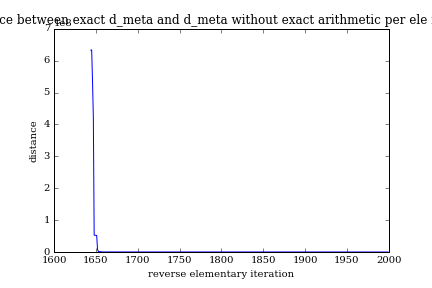 ce between exact d_meta and d_meta without exact arithmetic per ele
1e8
7
6
5
4
3
2
1
0
distance
1600 1650 1700 1750 1800 1850 1900 1950 2000
reverse elementary iteration